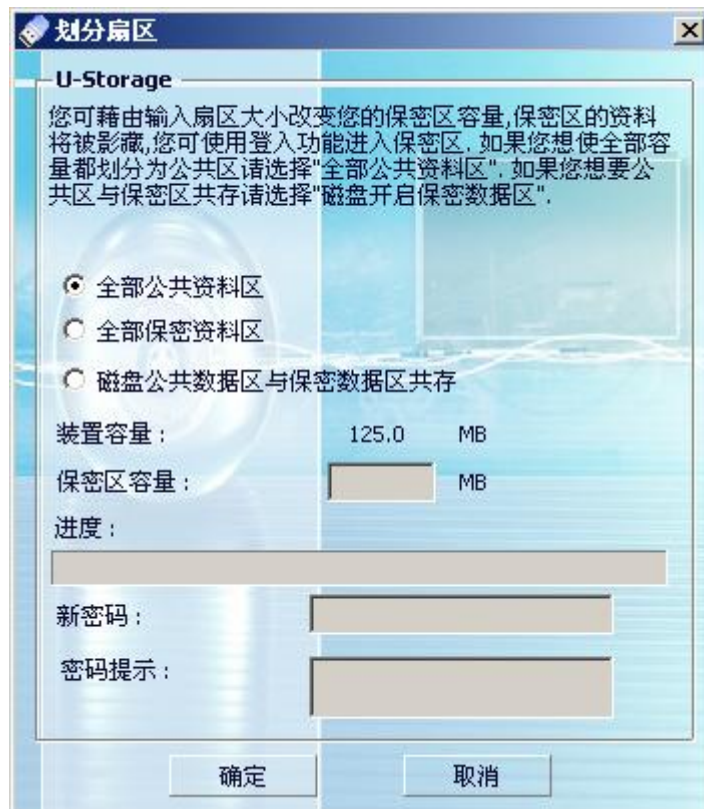 划分扇区
U-Storage
您可藉由输入扇区大小改变您的保密区容量,保密区的资料
将被影藏,您可使用登入功能进入保密区. 如果您想使全部容
量都划分为公共区请选择"全部公共资料区". 如果您想要公
共区与保密区共存请选择"磁盘开启保密数据区".
全部公共资料区
全部保密资料区
磁盘公共数据区与保密数据区共存
装置容量: 125.0 MB
保密区容量: MB
进度:
新密码:
密码提示:
确定 取消